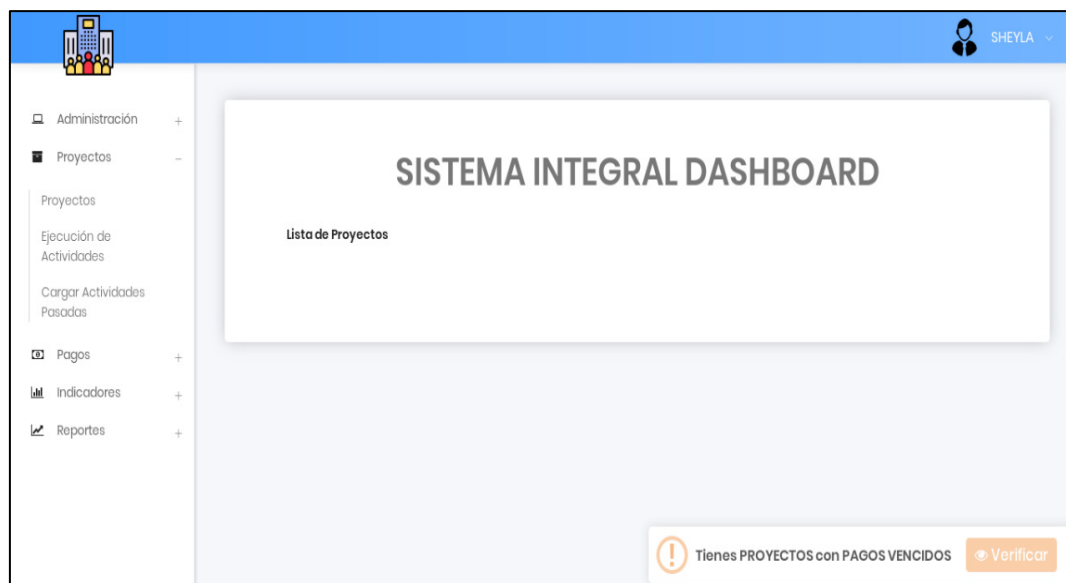 SHEYLA
Administración
Proyectos
Proyectos
Ejecución de
Actividades
Cargar Actividades
Pasadas
Pagos
Indicadores
Reportes
SISTEMA INTEGRAL DASHBOARD
Lista de Proyectos
Tienes PROYECTOS con PAGOS VENCIDOS
Verificar